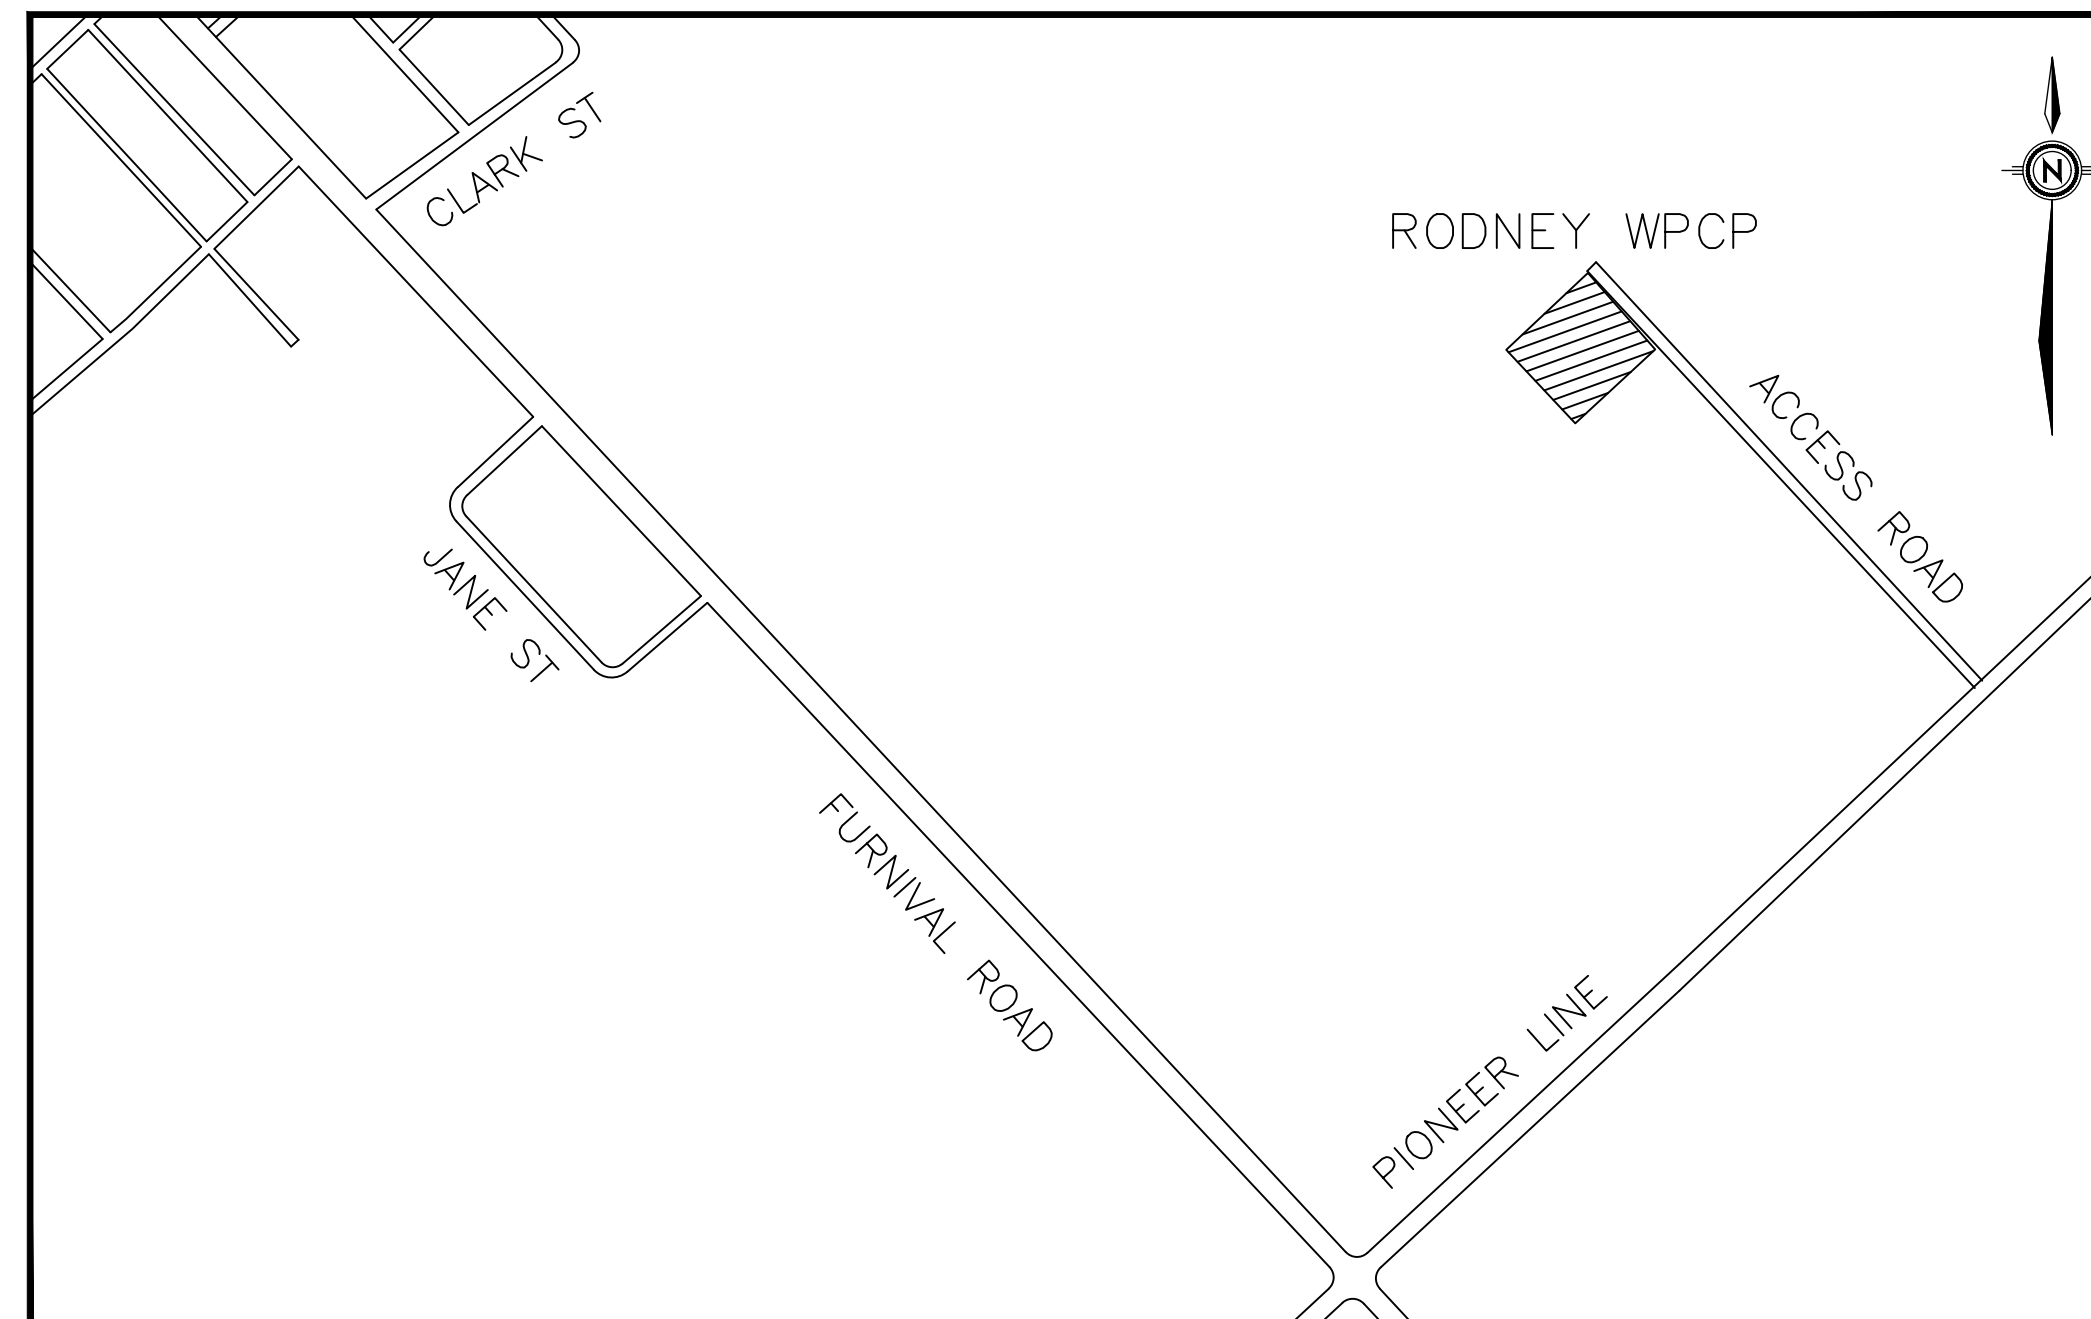 CLARK ST
N
RODNEY WPCP
ACCESS ROAD
JANE ST
FURNIVAL ROAD
PIONEER LINE